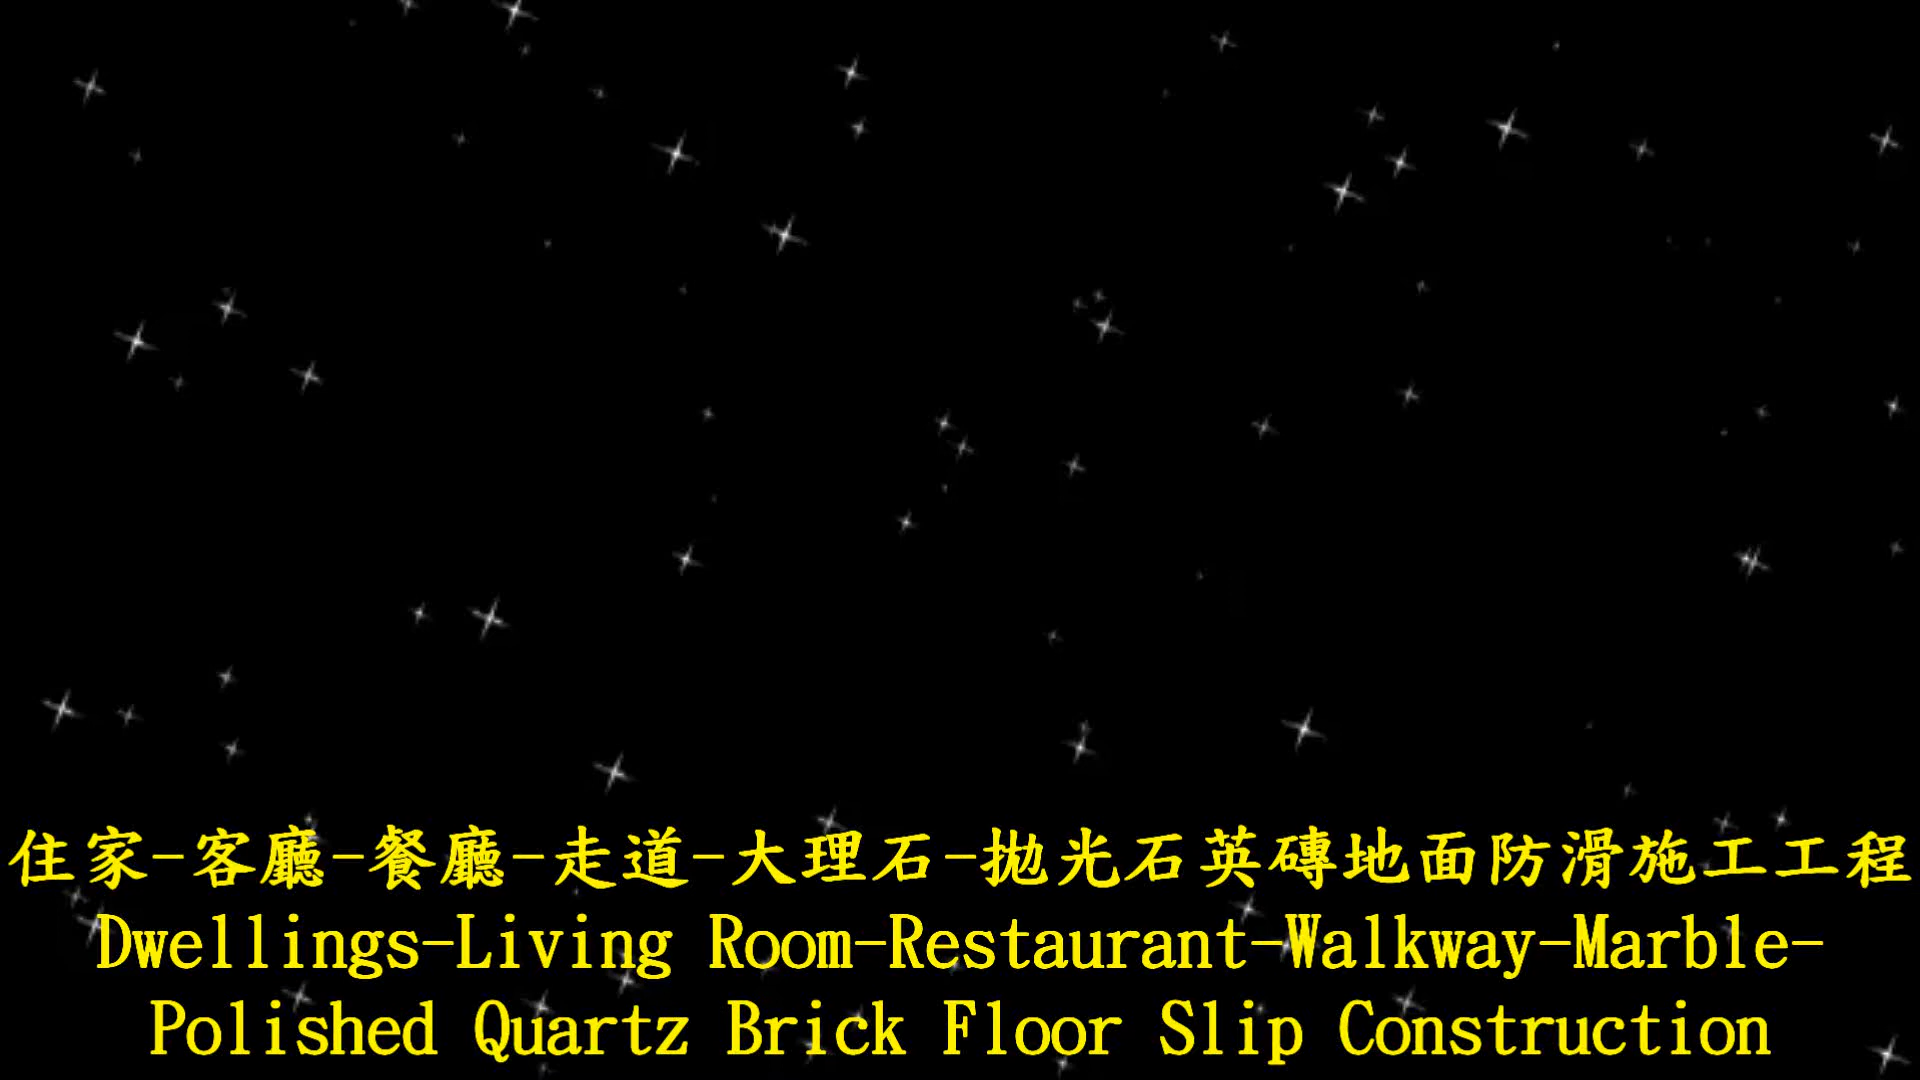 住家-客廳-餐廳-走道-大理石-拋光石英磚地面防滑施工工程
Dwellings-Living Room-Restaurant-Walkway-Marble-
Polished Quartz Brick Floor Slip Construction